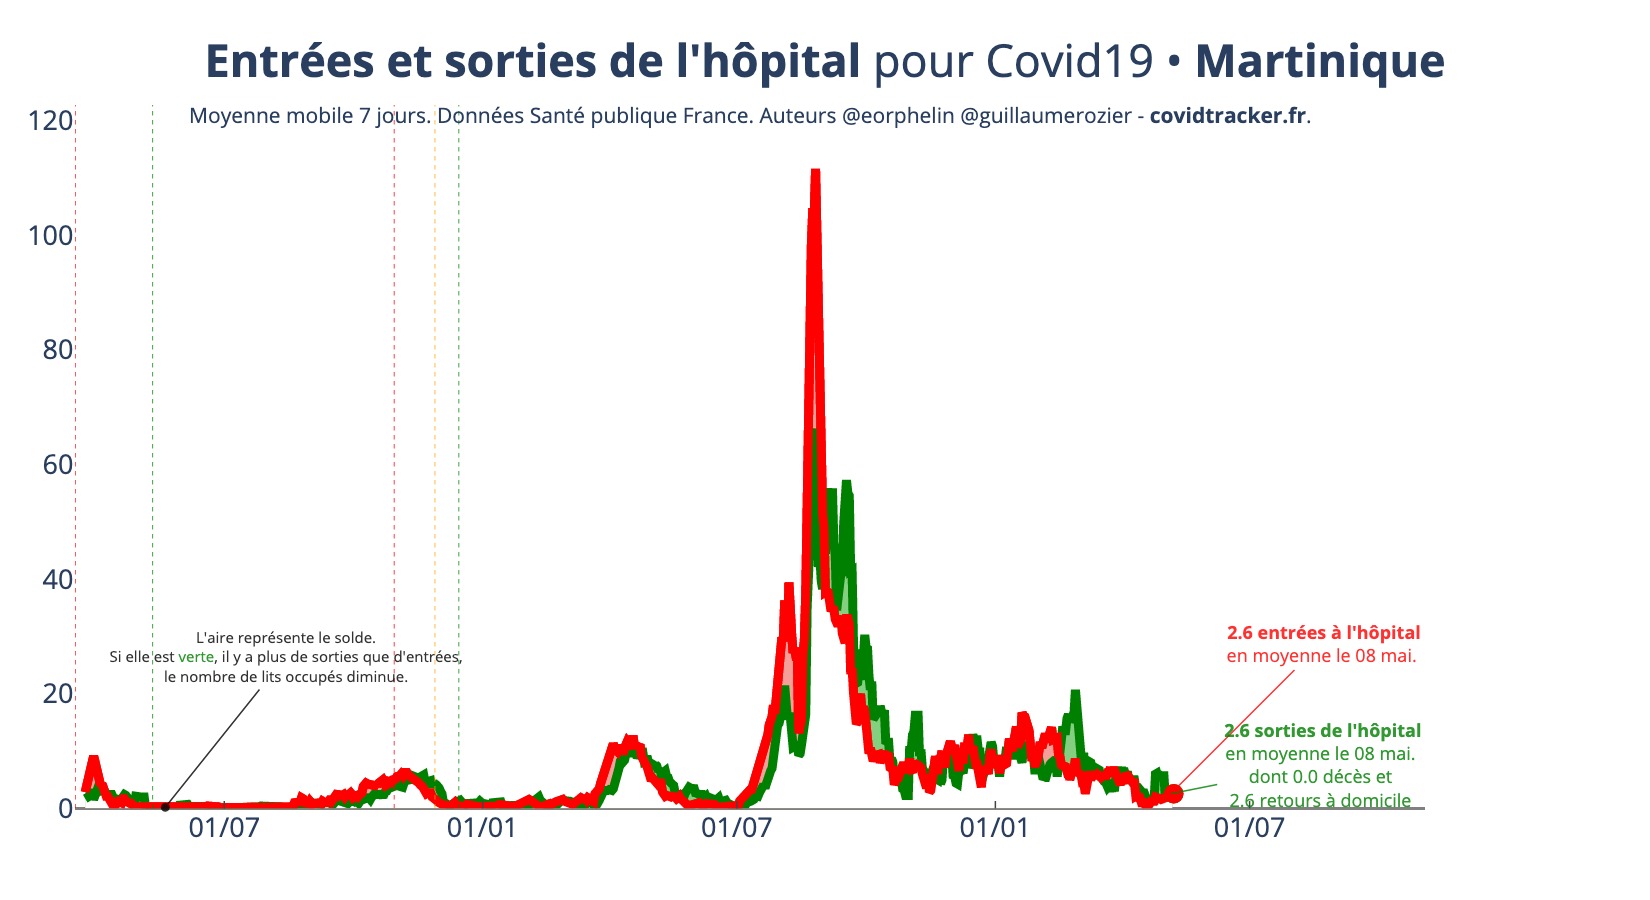 Entrées et sorties de l'hôpital pour Covid19 • Martinique
Moyenne mobile 7 jours. Données Santé publique France. Auteurs @eorphelin @guillaumerozier - covidtracker.fr.
120
100
80
60
40
20
0
L'aire représente le solde.
Si elle est verte, il y a plus de sorties que d'entrées,
le nombre de lits occupés diminue.
2.6 entrées à l'hôpital
en moyenne le 08 mai.
2.6 sorties de l'hôpital
en moyenne le 08 mai.
dont 0.0 décès et
2.6 retours à domicile
01/07
01/01
01/07
01/01
01/07